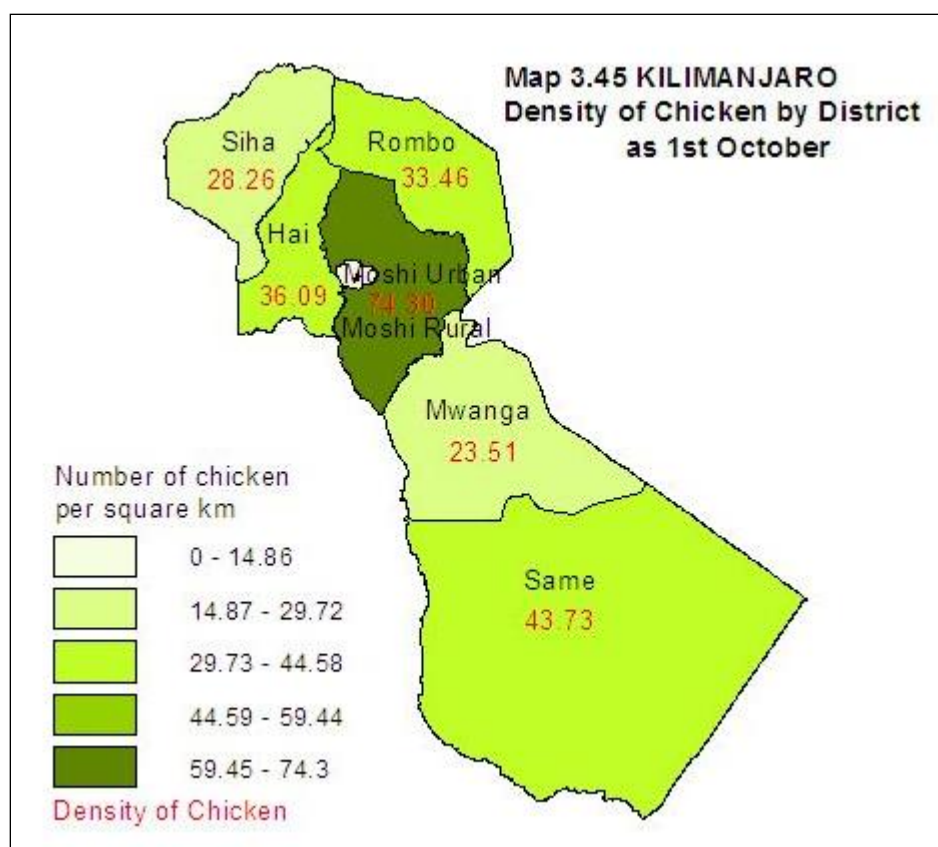 Map 3.45 KILIMANJARO
Density of Chicken by District
as 1st October
Siha
28.26
Rombo
33.46
Hai
36.09
Moshi Urban
74.30
Moshi Rural
Mwanga
23.51
Same
43.73
Number of chicken
per square km
0 - 14.86
14.87 - 29.72
29.73 - 44.58
44.59 - 59.44
59.45 - 74.3
Density of Chicken